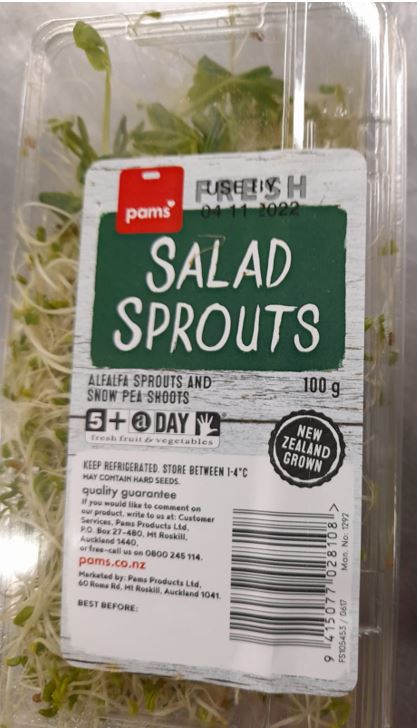 FRESH
USE BY
04 11 2022
pams
SALAD
SPROUTS
ALFALFA SPROUTS AND
SNOW PEA SHOOTS
100 g
5 + a DAY
fresh fruit & vegetables
NEW
ZEALAND
GROWN
KEEP REFRIGERATED. STORE BETWEEN 1-4°C
MAY CONTAIN HARD SEEDS.
quality guarantee
If you would like to comment on
our product, write to us at: Customer
Services, Pams Products Ltd,
P.O. Box 27-480, Mt Roskill,
Auckland 1440,
or free-call us on 0800 245 114.
pams.co.nz
Marketed by: Pams Products Ltd,
60 Roma Rd, Mt Roskill, Auckland 1041.
BEST BEFORE:
9 415077 028108 >
FS105453 / 0617
Man. No: 1292